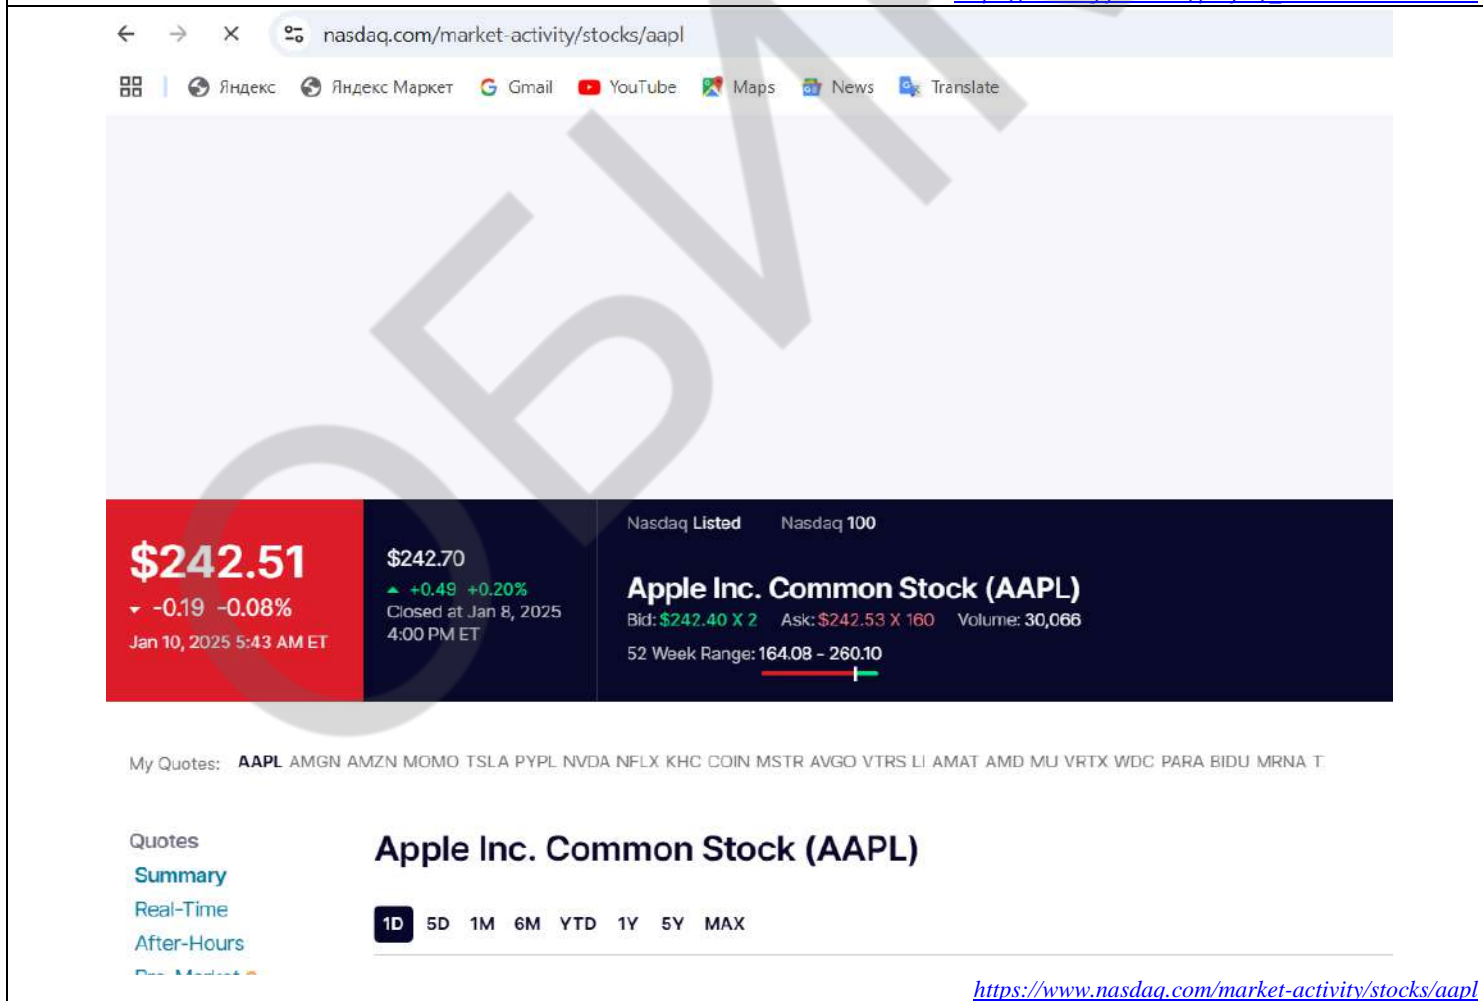 nasdaq.com/market-activity/stocks/aapl
Яндекс Яндекс Маркет Gmail YouTube Maps News Translate
ОБИ
Nasdaq Listed Nasdaq 100
$242.51
-0.19 -0.08%
Jan 10, 2025 5:43 AM ET
$242.70
+0.49 +0.20%
Closed at Jan 8, 2025
4:00 PM ET
Apple Inc. Common Stock (AAPL)
Bid: $242.40 X 2 Ask: $242.53 X 160 Volume: 30,066
52 Week Range: 164.08 – 260.10
My Quotes: AAPL AMGN AMZN MOMO TSLA PYPL NVDA NFLX KHC COIN MSTR AVGO VTRS LI AMAT AMD MU VRTX WDC PARA BIDU MRNA T
Quotes
Summary
Real-Time
After-Hours
Apple Inc. Common Stock (AAPL)
1D 5D 1M 6M YTD 1Y 5Y MAX
https://www.nasdaq.com/market-activity/stocks/aapl